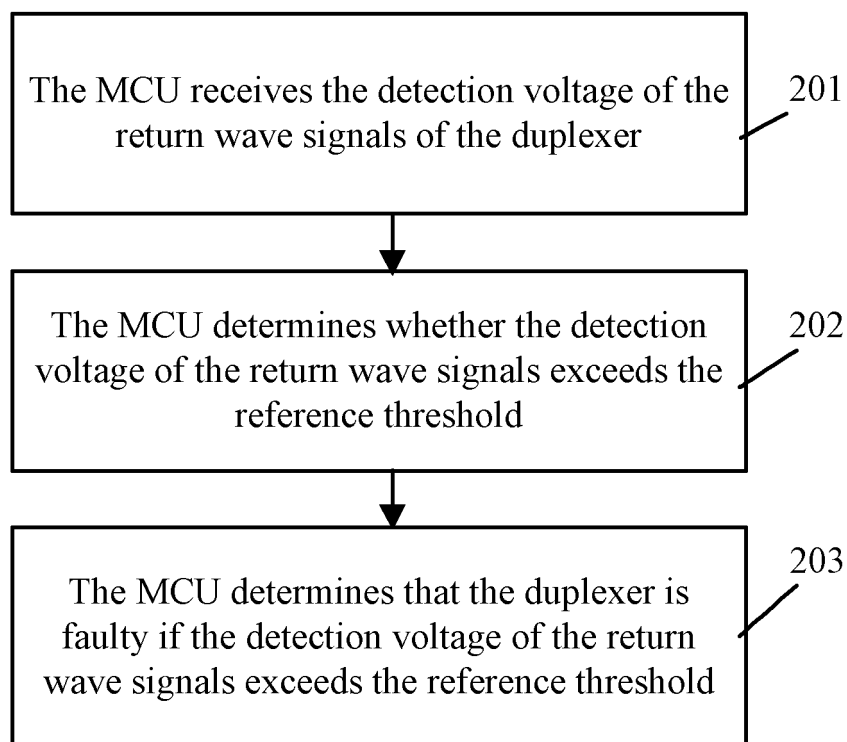 The MCU receives the detection voltage of the
return wave signals of the duplexer
201
The MCU determines whether the detection
voltage of the return wave signals exceeds the
reference threshold
202
The MCU determines that the duplexer is
faulty if the detection voltage of the return
wave signals exceeds the reference threshold
203